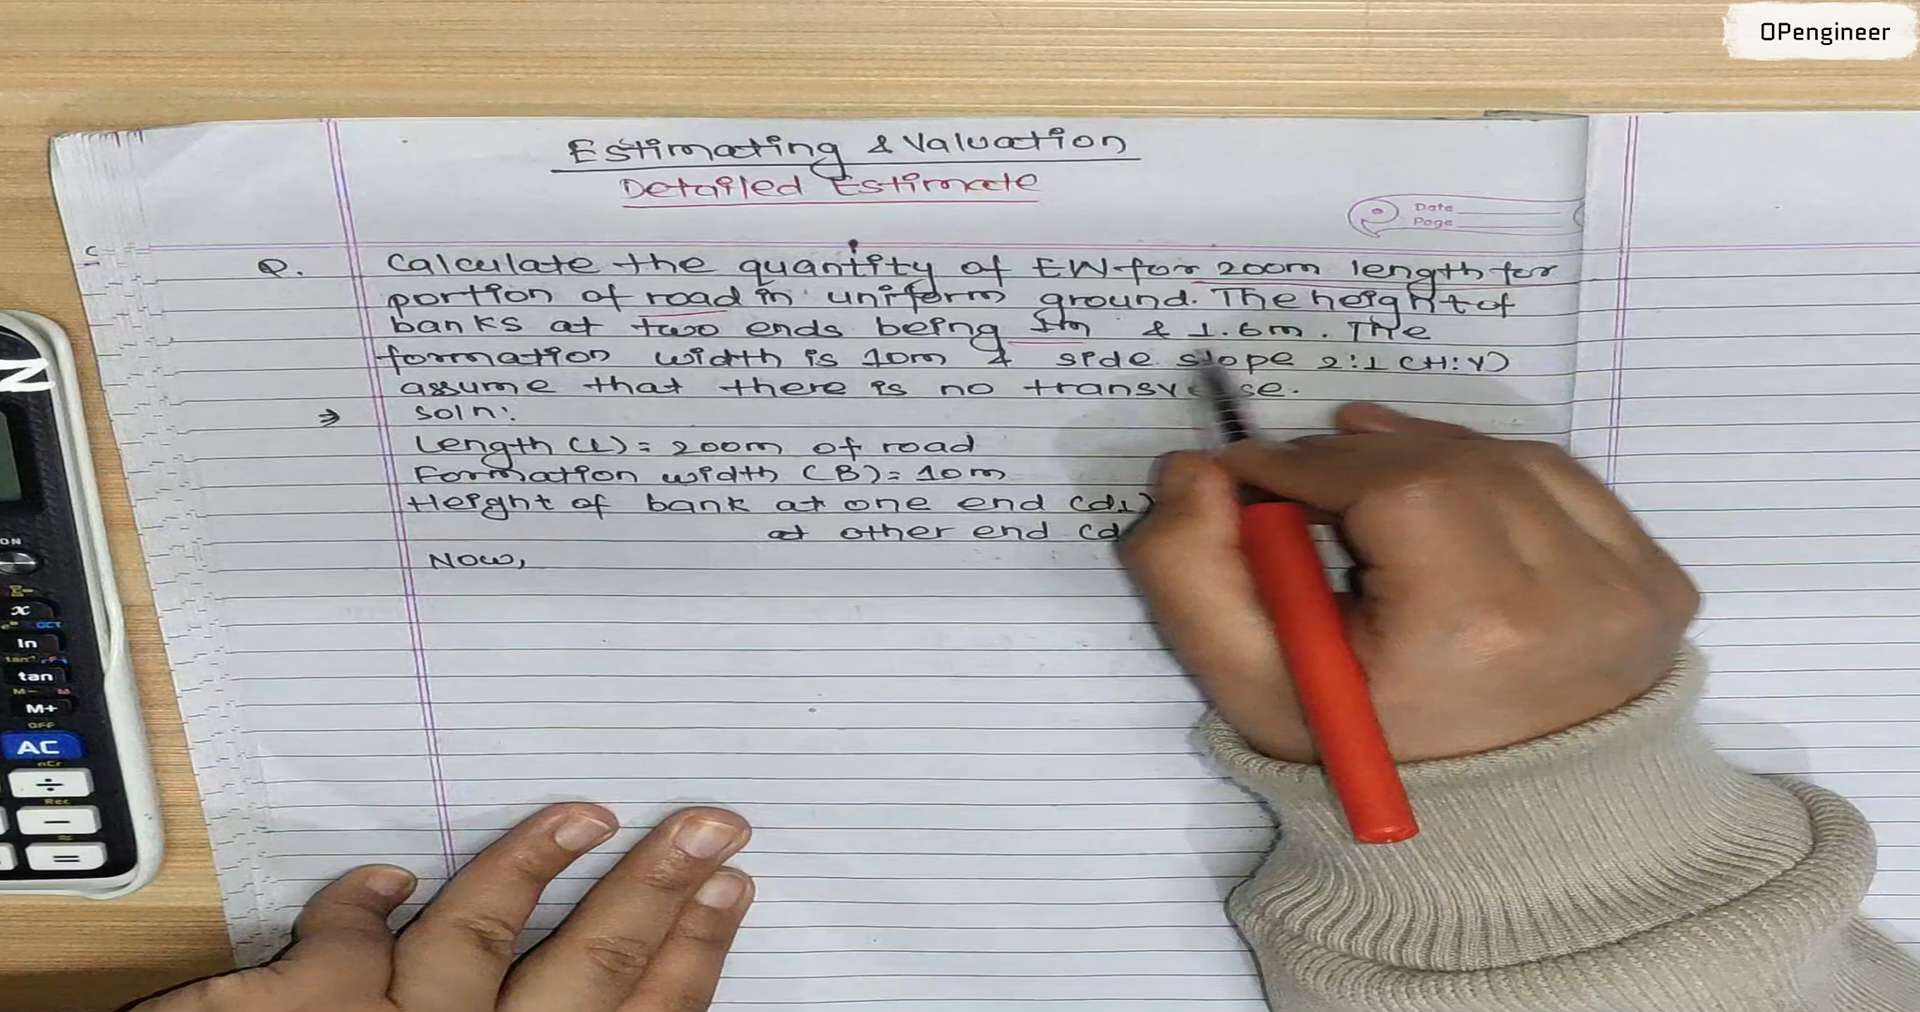 OPengineer
Estimating & Valuation
Detailed Estimate
Date
Page
Q. Calculate the quantity of EW for 200m length for
portion of road in uniform ground. The height of
banks at two ends being 1m & 1.6m. The
formation width is 10m & side slope 2:1 (H:V)
assume that there is no transverse.
⇒ Soln:
Length (L) = 200m of road
Formation width (B) = 10m
Height of bank at one end (d1)
at other end (d
Now,
ON
x
ln
tan
M+
OFF
AC
÷
−
=